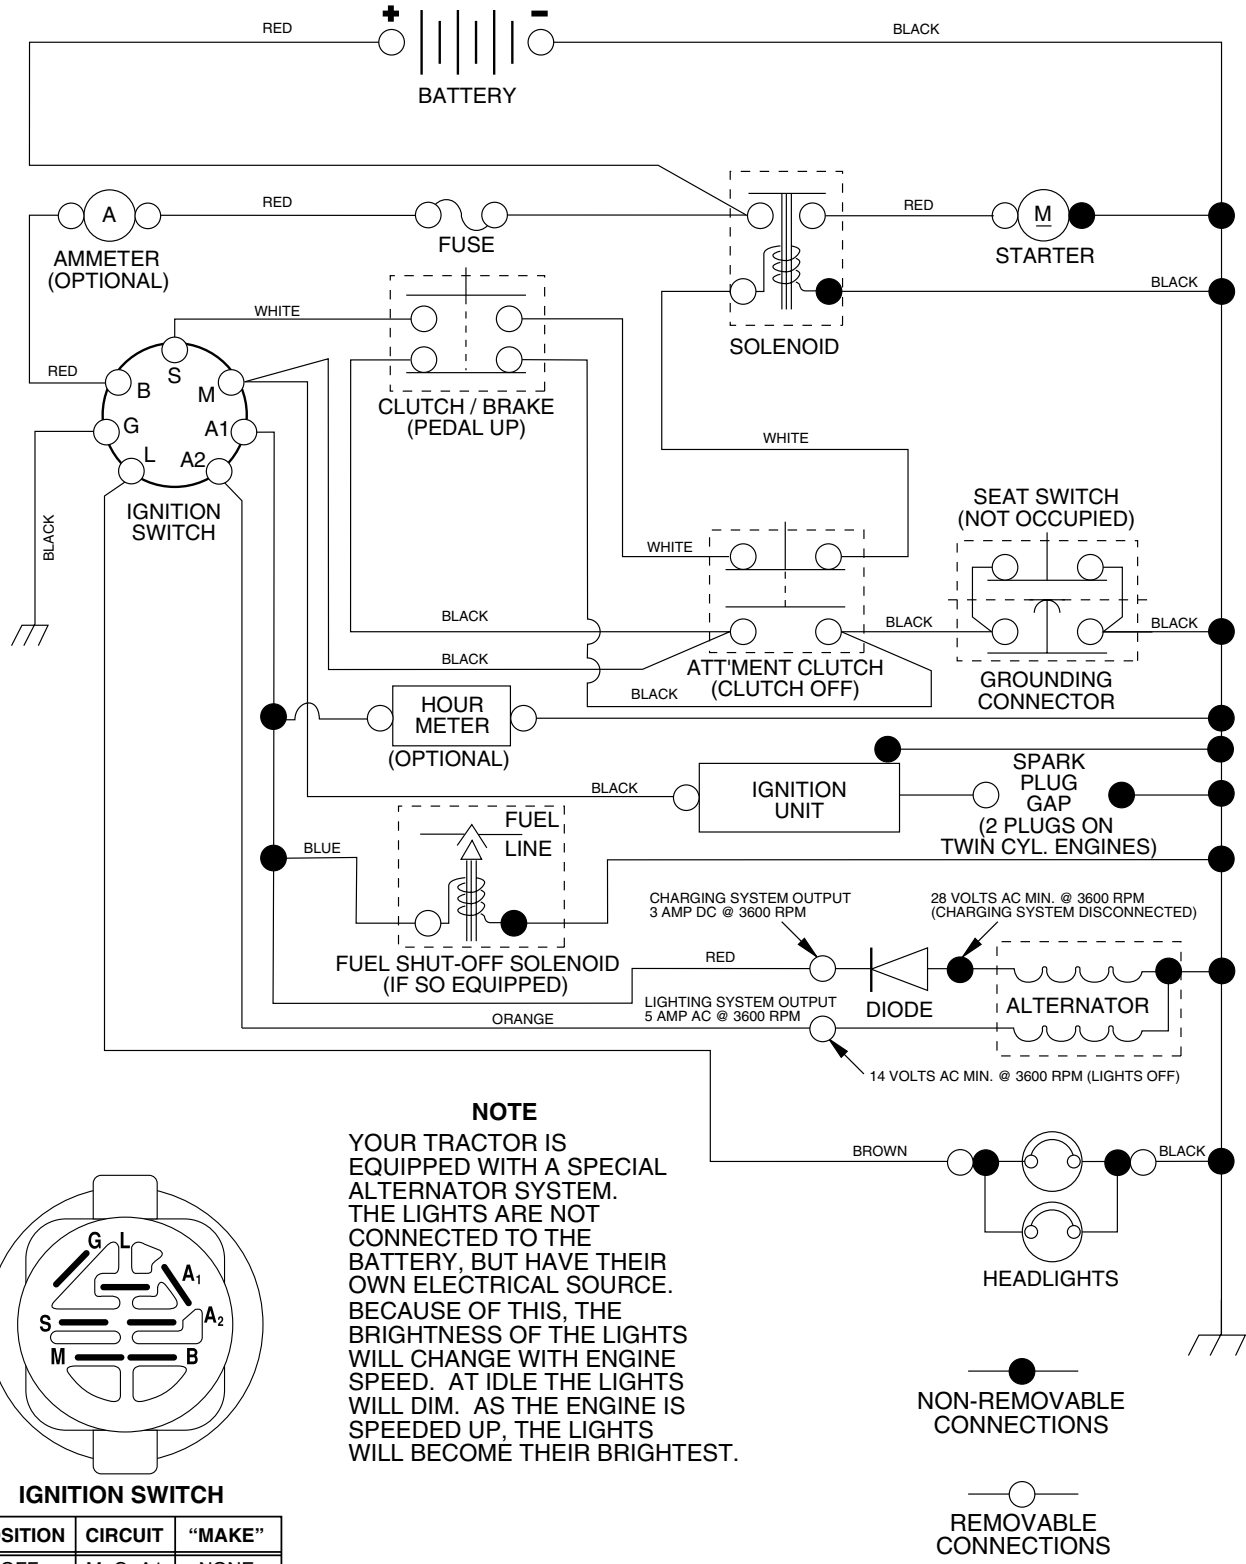 + -
RED
BLACK
BATTERY
RED
A
AMMETER
(OPTIONAL)
FUSE
RED
M
STARTER
BLACK
SOLENOID
WHITE
S
RED
B
M
G
A1
L
A2
IGNITION
SWITCH
BLACK
CLUTCH / BRAKE
(PEDAL UP)
WHITE
WHITE
SEAT SWITCH
(NOT OCCUPIED)
BLACK
BLACK
BLACK
BLACK
BLACK
ATT'MENT CLUTCH
(CLUTCH OFF)
GROUNDING
CONNECTOR
HOUR
METER
(OPTIONAL)
BLACK
IGNITION
UNIT
SPARK
PLUG
GAP
(2 PLUGS ON
TWIN CYL. ENGINES)
FUEL
LINE
BLUE
FUEL SHUT-OFF SOLENOID
(IF SO EQUIPPED)
CHARGING SYSTEM OUTPUT
3 AMP DC @ 3600 RPM
28 VOLTS AC MIN. @ 3600 RPM
(CHARGING SYSTEM DISCONNECTED)
RED
DIODE
ALTERNATOR
LIGHTING SYSTEM OUTPUT
5 AMP AC @ 3600 RPM
ORANGE
14 VOLTS AC MIN. @ 3600 RPM (LIGHTS OFF)
BROWN
BLACK
HEADLIGHTS
NOTE
YOUR TRACTOR IS
EQUIPPED WITH A SPECIAL
ALTERNATOR SYSTEM.
THE LIGHTS ARE NOT
CONNECTED TO THE
BATTERY, BUT HAVE THEIR
OWN ELECTRICAL SOURCE.
BECAUSE OF THIS, THE
BRIGHTNESS OF THE LIGHTS
WILL CHANGE WITH ENGINE
SPEED. AT IDLE THE LIGHTS
WILL DIM. AS THE ENGINE IS
SPEEDED UP, THE LIGHTS
WILL BECOME THEIR BRIGHTEST.
G L
A1
S A2
M B
IGNITION SWITCH
SITION CIRCUIT “MAKE”
NON-REMOVABLE
CONNECTIONS
REMOVABLE
CONNECTIONS